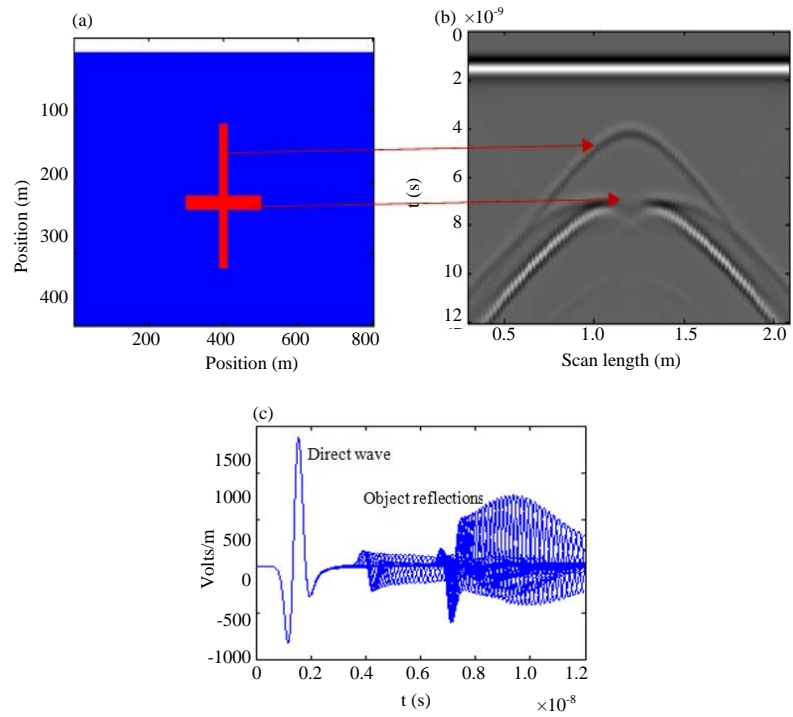 (a)
100
200
300
400
Position (m)
200 400 600 800
Position (m)
(b) ×10⁻⁹
0
2
4
6
8
10
12
t (s)
0.5 1.0 1.5 2.0
Scan length (m)
(c)
1500
1000
500
0
-500
-1000
Volts/m
Direct wave
Object reflections
0 0.2 0.4 0.6 0.8 1.0 1.2
t (s)
×10⁻⁸